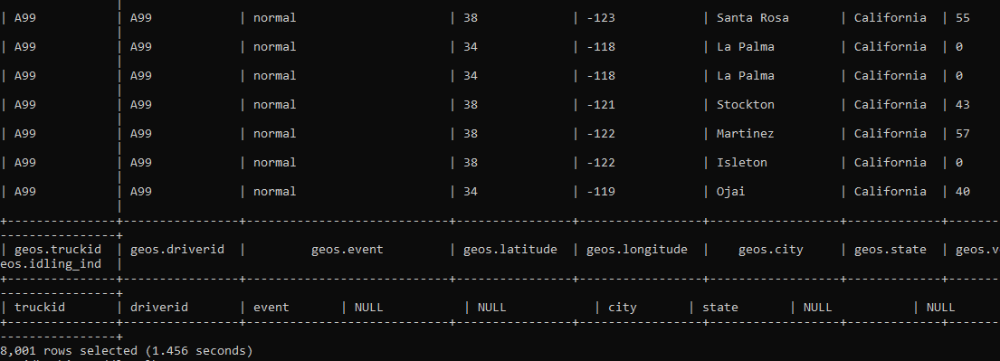 | A99 | A99 | normal | 38 | -123 | Santa Rosa | California | 55
|
| A99 | A99 | normal | 34 | -118 | La Palma | California | 0
|
| A99 | A99 | normal | 34 | -118 | La Palma | California | 0
|
| A99 | A99 | normal | 38 | -121 | Stockton | California | 43
|
| A99 | A99 | normal | 38 | -122 | Martinez | California | 57
|
| A99 | A99 | normal | 38 | -122 | Isleton | California | 0
|
| A99 | A99 | normal | 34 | -119 | Ojai | California | 40
|
+---------------+----------------+----------------------------+----------------+-----------------+------------------+-------------+-------
----------------+
| geos.truckid | geos.driverid | geos.event | geos.latitude | geos.longitude | geos.city | geos.state | geos.v
eos.idling_ind |
+---------------+----------------+----------------------------+----------------+-----------------+------------------+-------------+-------
----------------+
| truckid | driverid | event | NULL | NULL | city | state | NULL | NULL
+---------------+----------------+----------------------------+----------------+-----------------+------------------+-------------+-------
----------------+
8,001 rows selected (1.456 seconds)